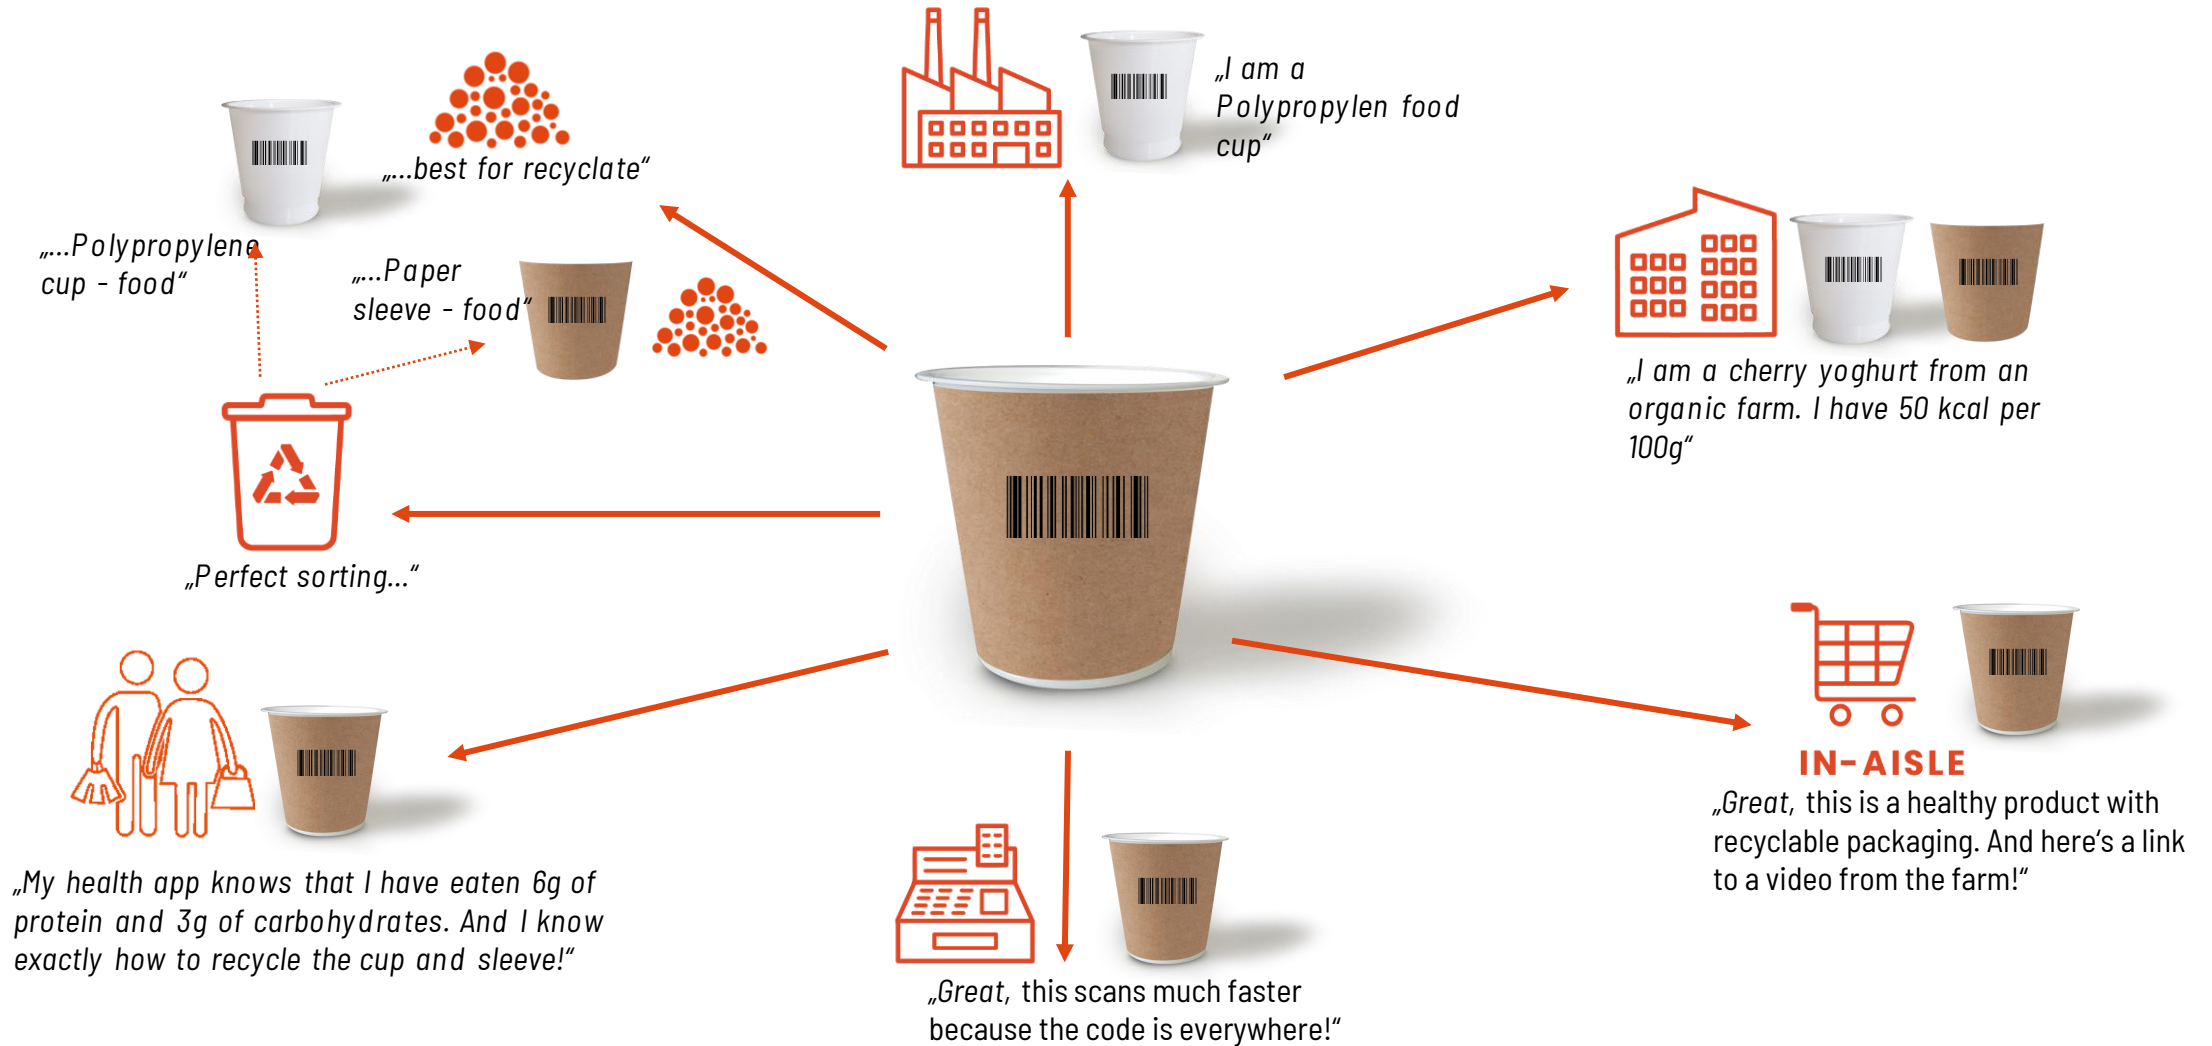 „I am a
Polypropylen food
cup“
„...best for recyclate“
„...Polypropylene
cup - food“
„...Paper
sleeve - food“
„I am a cherry yoghurt from an
organic farm. I have 50 kcal per
100g“
„Perfect sorting...“
IN-AISLE
„Great, this is a healthy product with
recyclable packaging. And here‘s a link
to a video from the farm!“
„My health app knows that I have eaten 6g of
protein and 3g of carbohydrates. And I know
exactly how to recycle the cup and sleeve!“
„Great, this scans much faster
because the code is everywhere!“